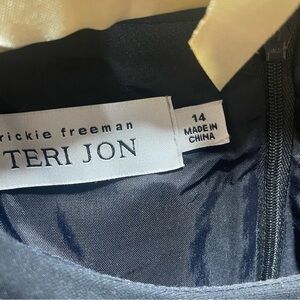 rickie freeman
TERI JON
14
MADE IN
CHINA